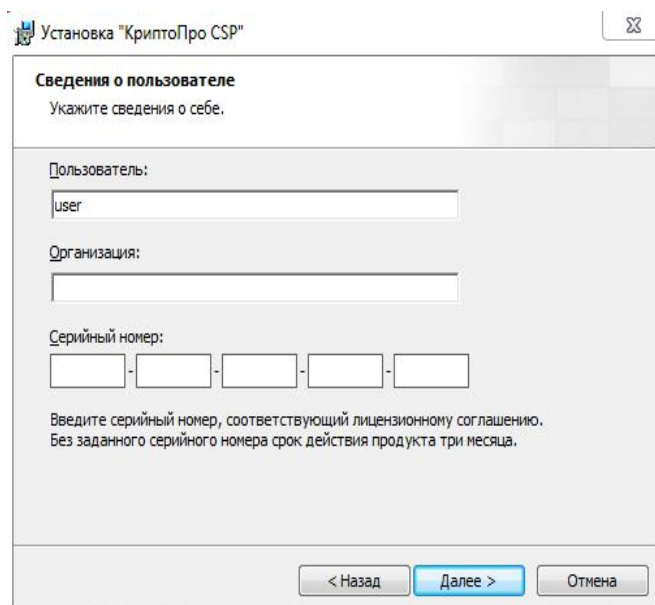 Установка "КриптоПро CSP"
Сведения о пользователе
Укажите сведения о себе.
Пользователь:
user
Организация:
Серийный номер:
- - - -
Введите серийный номер, соответствующий лицензионному соглашению.
Без заданного серийного номера срок действия продукта три месяца.
< Назад Далее > Отмена